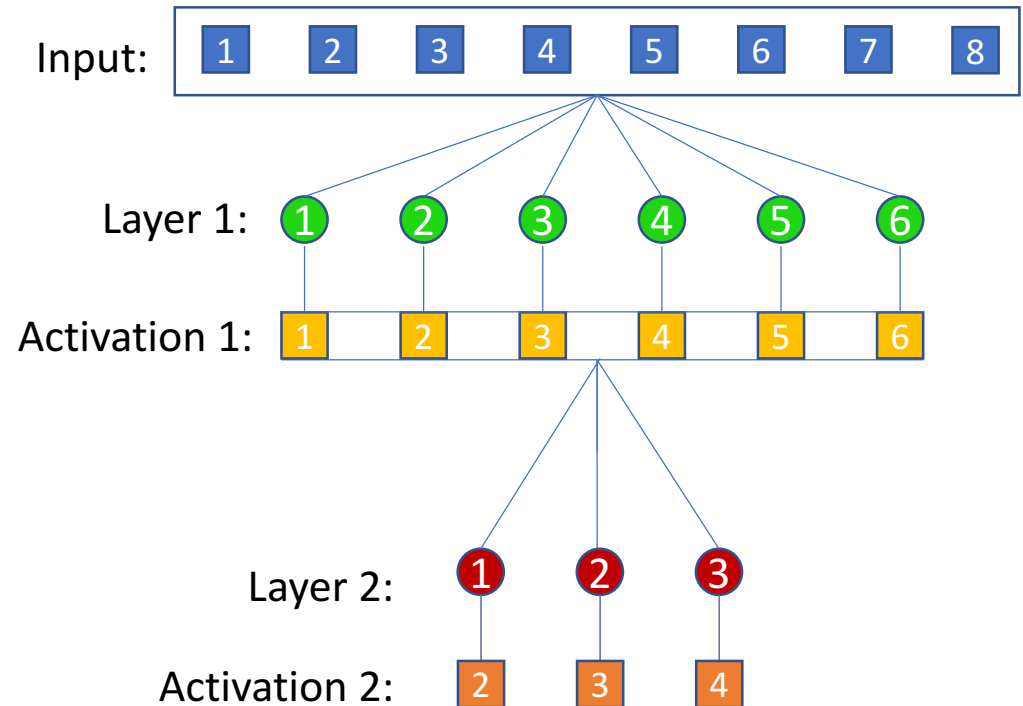 Input: 1 2 3 4 5 6 7 8
Layer 1: 1 2 3 4 5 6
Activation 1: 1 2 3 4 5 6
Layer 2: 1 2 3
Activation 2: 2 3 4